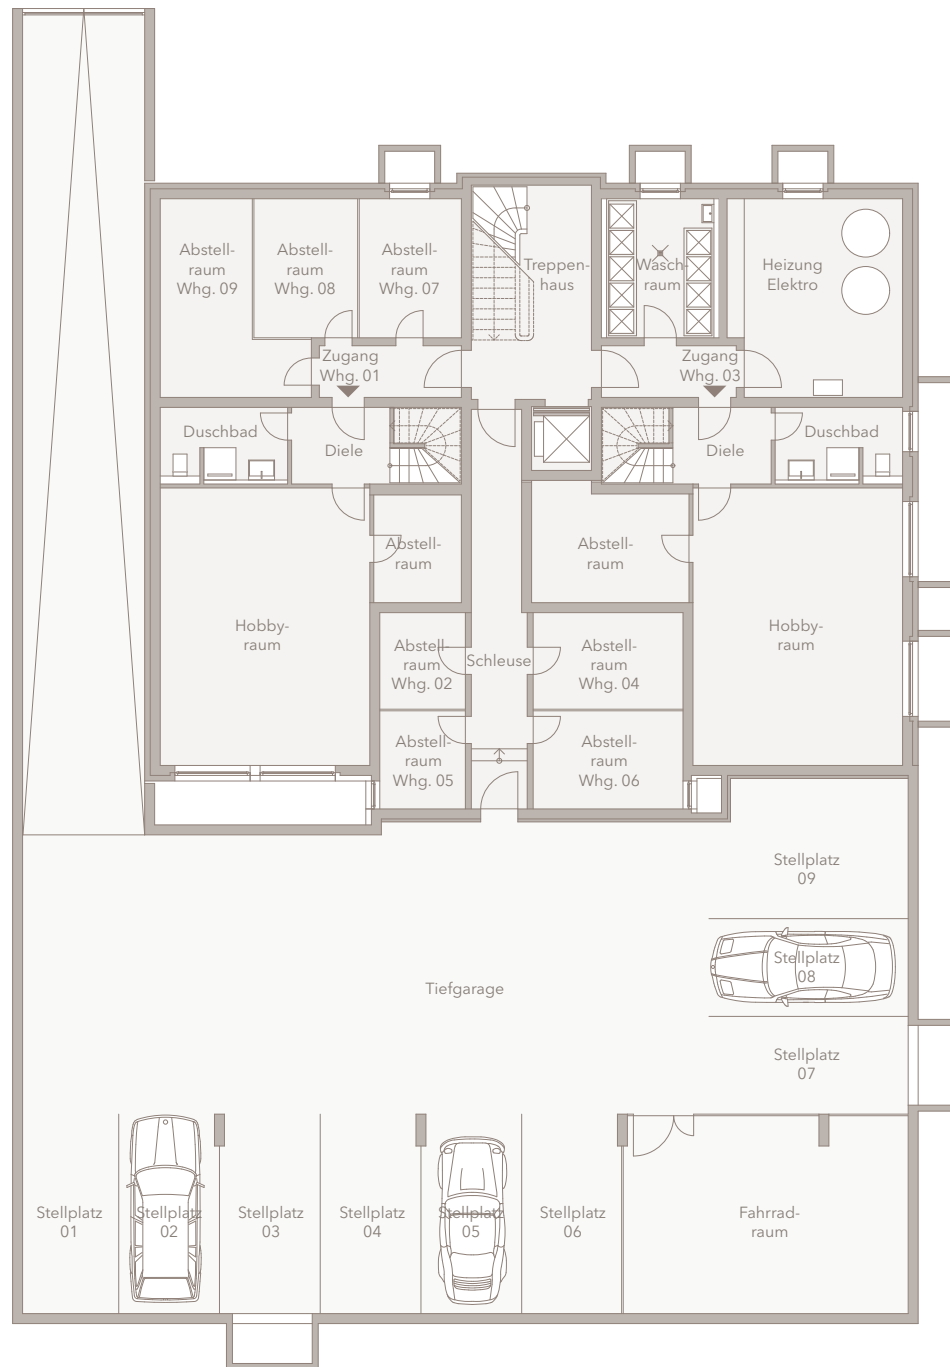 Abstell-
raum
Whg. 09
Abstell-
raum
Whg. 08
Abstell-
raum
Whg. 07
Treppen-
haus
Wasch-
raum
Heizung
Elektro
Zugang
Whg. 01
Zugang
Whg. 03
Duschbad
Diele
Diele
Duschbad
Abstell-
raum
Abstell-
raum
Hobby-
raum
Hobby-
raum
Abstell-
raum
Whg. 02
Schleuse
Abstell-
raum
Whg. 04
Abstell-
raum
Whg. 05
Abstell-
raum
Whg. 06
Stellplatz
09
Stellplatz
08
Tiefgarage
Stellplatz
07
Stellplatz
01
Stellplatz
02
Stellplatz
03
Stellplatz
04
Stellplatz
05
Stellplatz
06
Fahrrad-
raum